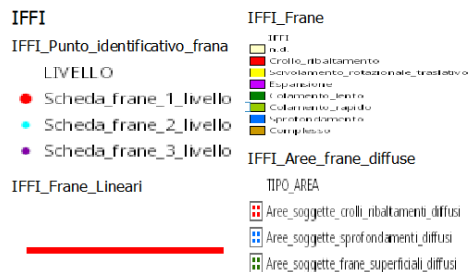 IFFI
IFFI_Punto_identificativo_frana
LIVELLO
Scheda_frane_1_livello
Scheda_frane_2_livello
Scheda_frane_3_livello
IFFI_Frane_Lineari
IFFI_Frane
IFFI
n.d.
Crollo_ribaltamento
Scivolamento_rotazionale_traslativo
Espansione
Colamento_lento
Colamento_rapido
Sprofondamento
Complesso
IFFI_Aree_frane_diffuse
TIPO_AREA
Aree_soggette_crolli_ribaltamenti_diffusi
Aree_soggette_sprofondamenti_diffusi
Aree_soggette_frane_superficiali_diffusi